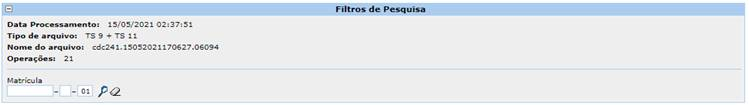 Filtros de Pesquisa
Data Processamento: 15/05/2021 02:37:51
Tipo de arquivo: TS 9 + TS 11
Nome do arquivo: cdc241.15052021170627.06094
Operações: 21
Matrícula
- - 01